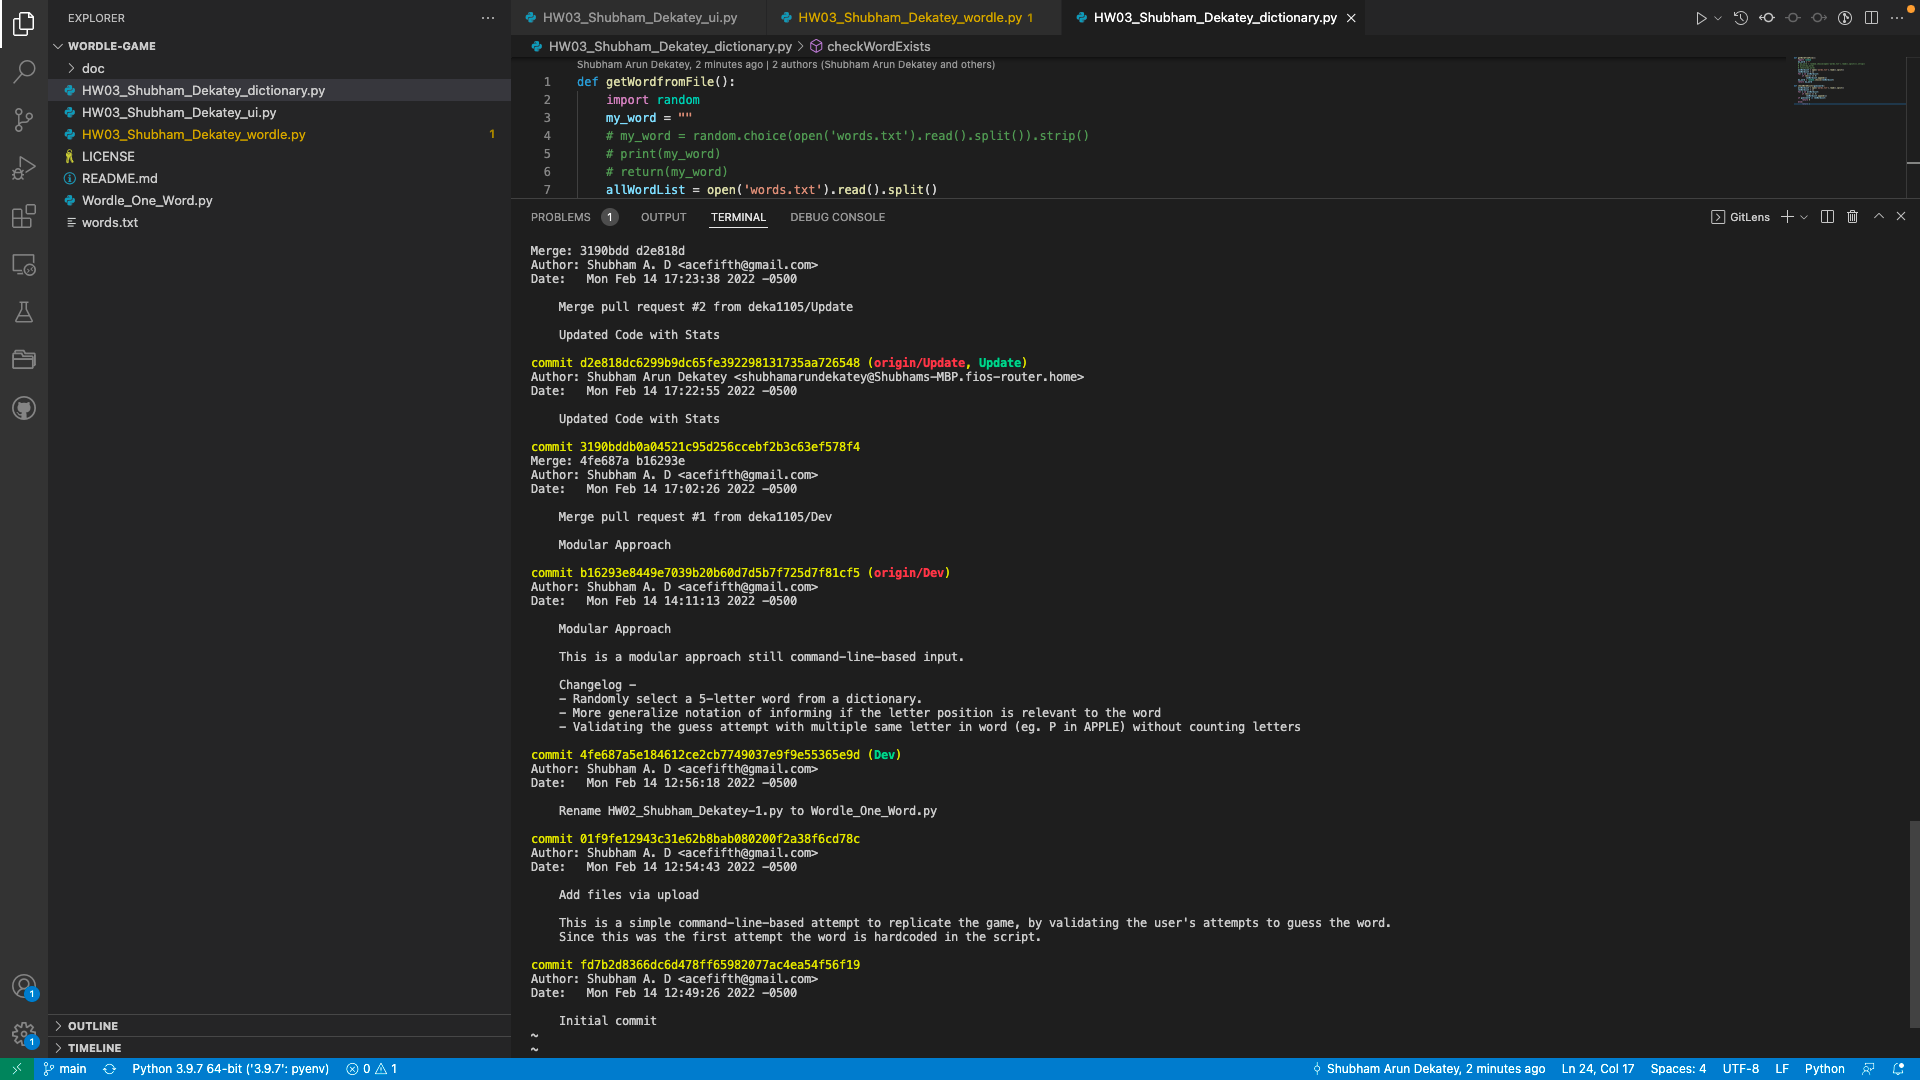 EXPLORER
WORDLE-GAME
doc
HW03_Shubham_Dekatey_dictionary.py
HW03_Shubham_Dekatey_ui.py
HW03_Shubham_Dekatey_wordle.py 1
LICENSE
README.md
Wordle_One_Word.py
words.txt
OUTLINE
TIMELINE
HW03_Shubham_Dekatey_ui.py
HW03_Shubham_Dekatey_wordle.py 1
HW03_Shubham_Dekatey_dictionary.py
HW03_Shubham_Dekatey_dictionary.py > checkWordExists
Shubham Arun Dekatey, 2 minutes ago | 2 authors (Shubham Arun Dekatey and others)
1 def getWordfromFile():
2 import random
3 my_word = ""
4 # my_word = random.choice(open('words.txt').read().split()).strip()
5 # print(my_word)
6 # return(my_word)
7 allWordList = open('words.txt').read().split()
PROBLEMS 1 OUTPUT TERMINAL DEBUG CONSOLE GitLens
Merge: 3190bdd d2e818d
Author: Shubham A. D <acefifth@gmail.com>
Date: Mon Feb 14 17:23:38 2022 -0500
Merge pull request #2 from deka1105/Update
Updated Code with Stats
commit d2e818dc6299b9dc65fe392298131735aa726548 (origin/Update, Update)
Author: Shubham Arun Dekatey <shubhamarundekatey@Shubhams-MBP.fios-router.home>
Date: Mon Feb 14 17:22:55 2022 -0500
Updated Code with Stats
commit 3190bddb0a04521c95d256ccebf2b3c63ef578f4
Merge: 4fe687a b16293e
Author: Shubham A. D <acefifth@gmail.com>
Date: Mon Feb 14 17:02:26 2022 -0500
Merge pull request #1 from deka1105/Dev
Modular Approach
commit b16293e8449e7039b20b60d7d5b7f725d7f81cf5 (origin/Dev)
Author: Shubham A. D <acefifth@gmail.com>
Date: Mon Feb 14 14:11:13 2022 -0500
Modular Approach
This is a modular approach still command-line-based input.
Changelog -
- Randomly select a 5-letter word from a dictionary.
- More generalize notation of informing if the letter position is relevant to the word
- Validating the guess attempt with multiple same letter in word (eg. P in APPLE) without counting letters
commit 4fe687a5e184612ce2cb7749037e9f9e55365e9d (Dev)
Author: Shubham A. D <acefifth@gmail.com>
Date: Mon Feb 14 12:56:18 2022 -0500
Rename HW02_Shubham_Dekatey-1.py to Wordle_One_Word.py
commit 01f9fe12943c31e62b8bab080200f2a38f6cd78c
Author: Shubham A. D <acefifth@gmail.com>
Date: Mon Feb 14 12:54:43 2022 -0500
Add files via upload
This is a simple command-line-based attempt to replicate the game, by validating the user's attempts to guess the word.
Since this was the first attempt the word is hardcoded in the script.
commit fd7b2d8366dc6d478ff65982077ac4ea54f56f19
Author: Shubham A. D <acefifth@gmail.com>
Date: Mon Feb 14 12:49:26 2022 -0500
Initial commit
~
~
1
1
main Python 3.9.7 64-bit ('3.9.7': pyenv) 0 1 Shubham Arun Dekatey, 2 minutes ago Ln 24, Col 17 Spaces: 4 UTF-8 LF Python